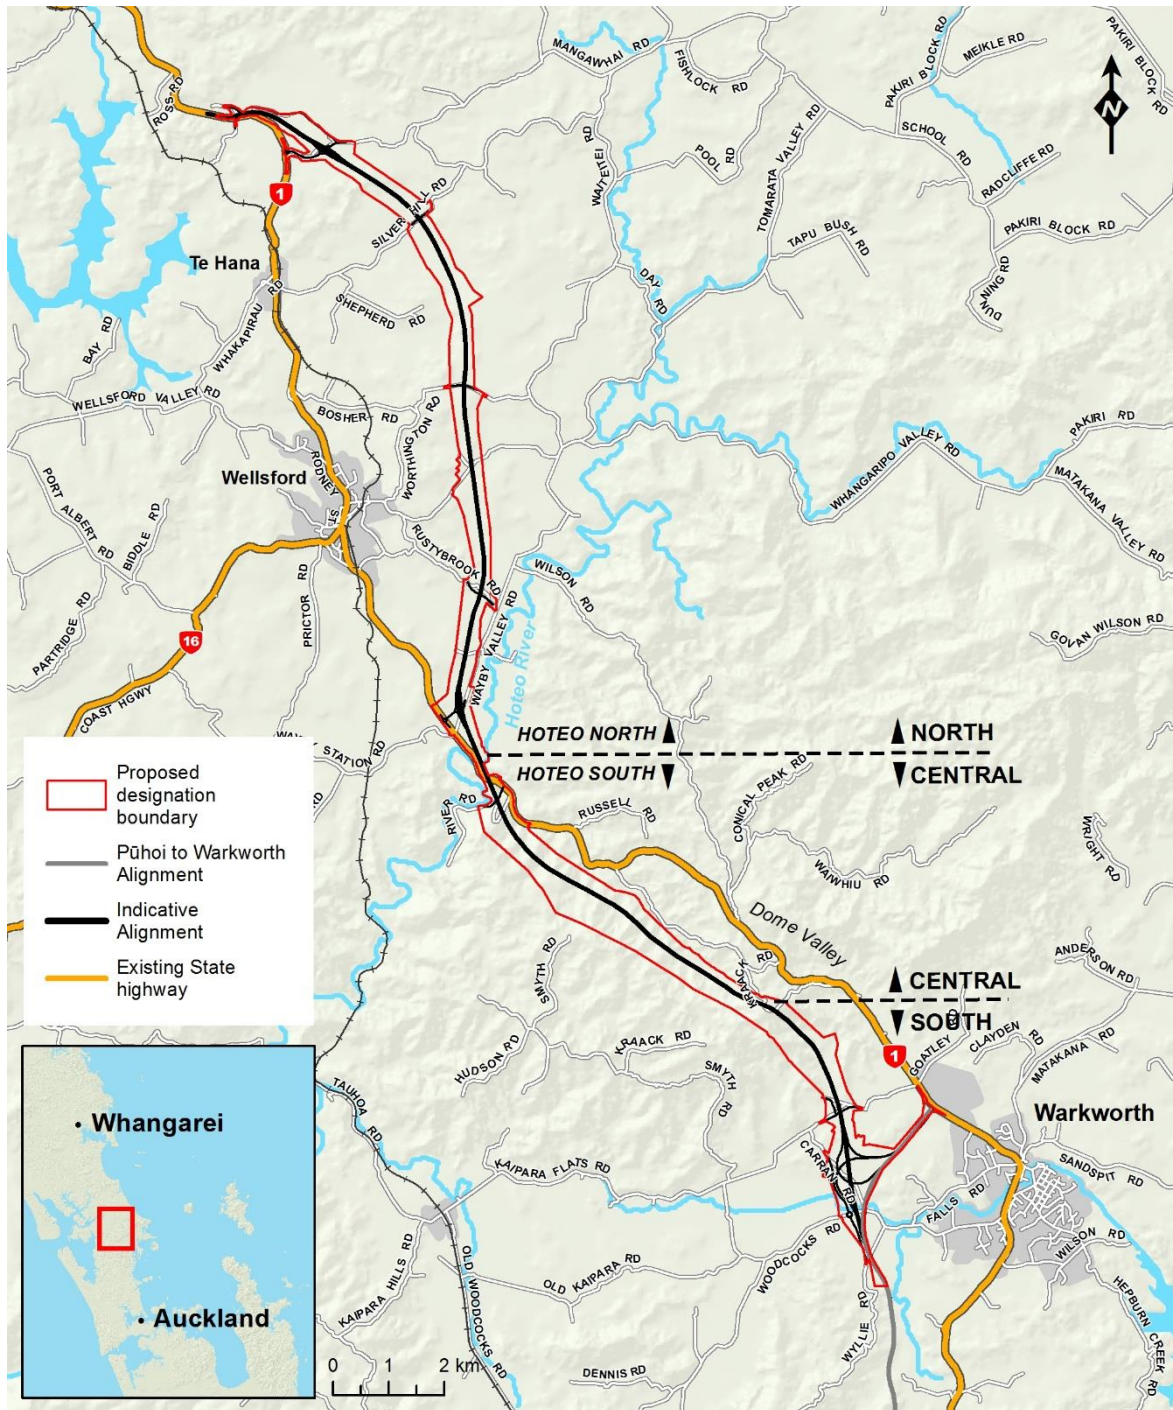 MANGAWHAI RD
FISHLOCK RD
MEIKLE RD
PAKIRI BLOCK RD
PAKIRI BLOCK RD
N
ROSS RD
WAITEITEI RD
POOL RD
TOMARATA VALLEY RD
SCHOOL RD
RADCLIFFE RD
1
SILVER HILL RD
TAPU BUSH RD
PAKIRI BLOCK RD
Te Hana
SHEPHERD RD
DAY RD
DUNNING RD
WHAKAPIRAU RD
BAY RD
WELLSFORD VALLEY RD
BOSHER RD
WORTHINGTON RD
PAKIRI RD
WHANGARIPO VALLEY RD
MATAKANA VALLEY RD
Wellsford
RODNEY ST
PORT ALBERT RD
BIDDLE RD
RUSTYBROOK RD
WILSON RD
PARTRIDGE RD
PRICTOR RD
16
WAYBY VALLEY RD
Hoteo River
GOVAN WILSON RD
COAST HGWY
STATION RD
HOTEO NORTH
NORTH
HOTEO SOUTH
CENTRAL
RIVER RD
RUSSELL RD
CONICAL PEAK RD
WAIWHIU RD
WRIGHT RD
Proposed
designation
boundary
Pūhoi to Warkworth
Alignment
Indicative
Alignment
Existing State
highway
Dome Valley
SMYTH RD
KRAACK RD
ANDERSON RD
CENTRAL
SOUTH
1
GOATLEY RD
CLAYDEN RD
MATAKANA RD
HUDSON RD
KRAACK RD
SMYTH RD
Warkworth
TAUHOA RD
KAIPARA FLATS RD
CARRAN RD
SANDSPIT RD
FALLS RD
WOODCOCKS RD
WILSON RD
OLD KAIPARA RD
KAIPARA HILLS RD
OLD WOODCOCKS RD
WYLLIE RD
HEPBURN CREEK RD
DENNIS RD
Whangarei
Auckland
0 1 2 km